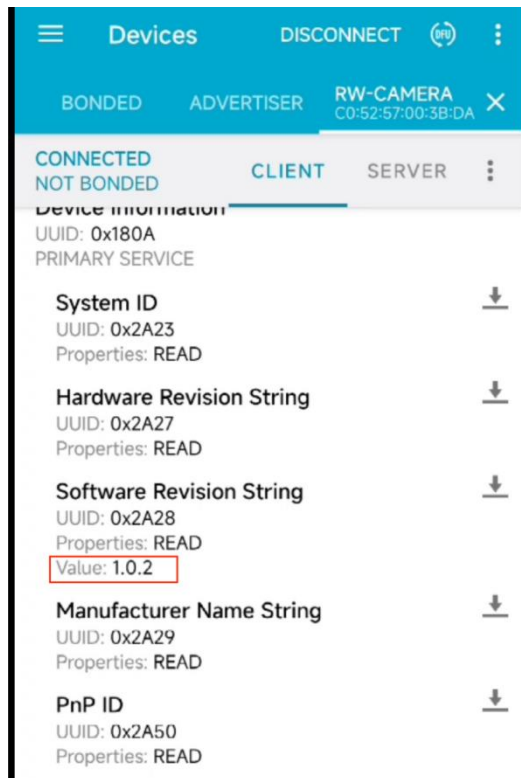 Devices
DISCONNECT
DFU
BONDED
ADVERTISER
RW-CAMERA
C0:52:57:00:3B:DA
CONNECTED
NOT BONDED
CLIENT
SERVER
Device Information
UUID: 0x180A
PRIMARY SERVICE
System ID
UUID: 0x2A23
Properties: READ
Hardware Revision String
UUID: 0x2A27
Properties: READ
Software Revision String
UUID: 0x2A28
Properties: READ
Value: 1.0.2
Manufacturer Name String
UUID: 0x2A29
Properties: READ
PnP ID
UUID: 0x2A50
Properties: READ